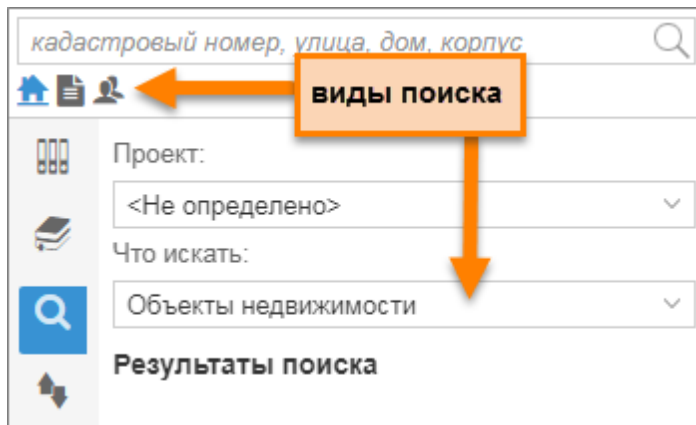 кадастровый номер, улица, дом, корпус
виды поиска
Проект:
<Не определено>
Что искать:
Объекты недвижимости
Результаты поиска